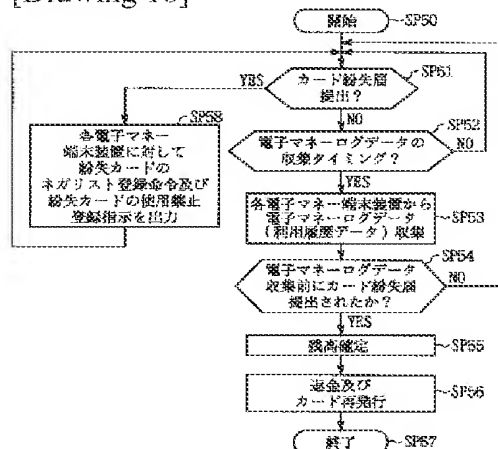 開始
SP50
カード紛失届
提出？
SP51
YES
NO
SP58
各電子マネー
端末装置に対して
紛失カードの
ネガリスト登録命令及び
紛失カードの使用禁止
登録指示を出力
電子マネーログデータの
収集タイミング？
SP52
NO
YES
各電子マネー端末装置から
電子マネーログデータ
(利用履歴データ)収集
SP53
SP54
電子マネーログデータ
収集前にカード紛失届
提出されたか？
NO
YES
残高確定
SP55
返金及び
カード再発行
SP56
終了
SP57